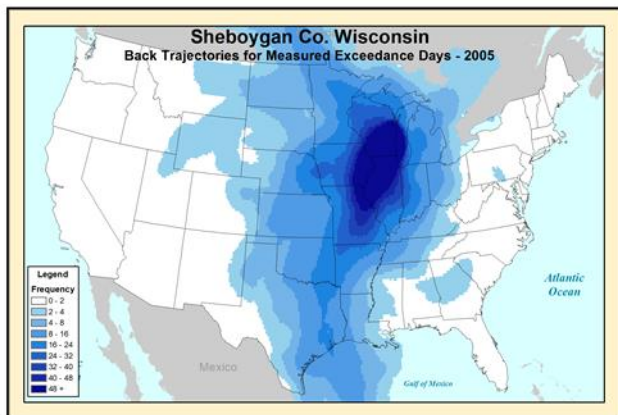 Sheboygan Co. Wisconsin
Back Trajectories for Measured Exceedance Days - 2005
Legend
Frequency
0 - 2
2 - 4
4 - 8
8 - 16
16 - 24
24 - 32
32 - 40
40 - 48
48 +
Mexico
Gulf of Mexico
Atlantic
Ocean